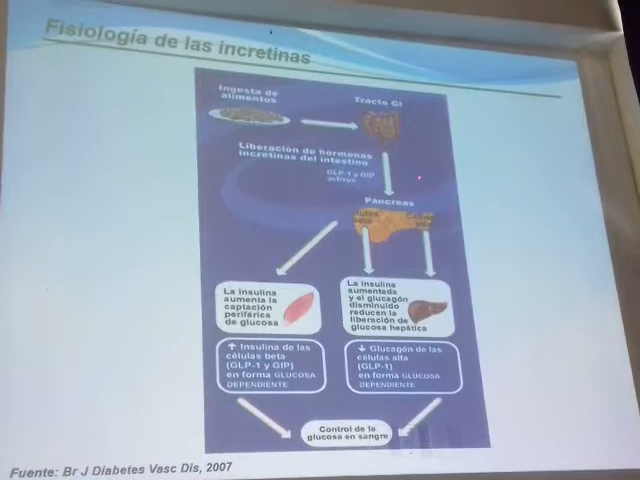 Fisiología de las incretinas
Ingesta de
alimentos
Tracto GI
Liberación de hormonas
incretinas del intestino
GLP-1 y GIP
activos
Páncreas
La insulina
aumenta la
captación
periférica
de glucosa
La insulina
aumentada
y el glucagón
disminuido
reducen la
liberación de
glucosa hepática
↑ Insulina de las
células beta
(GLP-1 y GIP)
en forma GLUCOSA
DEPENDIENTE
↓ Glucagón de las
células alfa
(GLP-1)
en forma GLUCOSA
DEPENDIENTE
Control de la
glucosa en sangre
Fuente: Br J Diabetes Vasc Dis, 2007